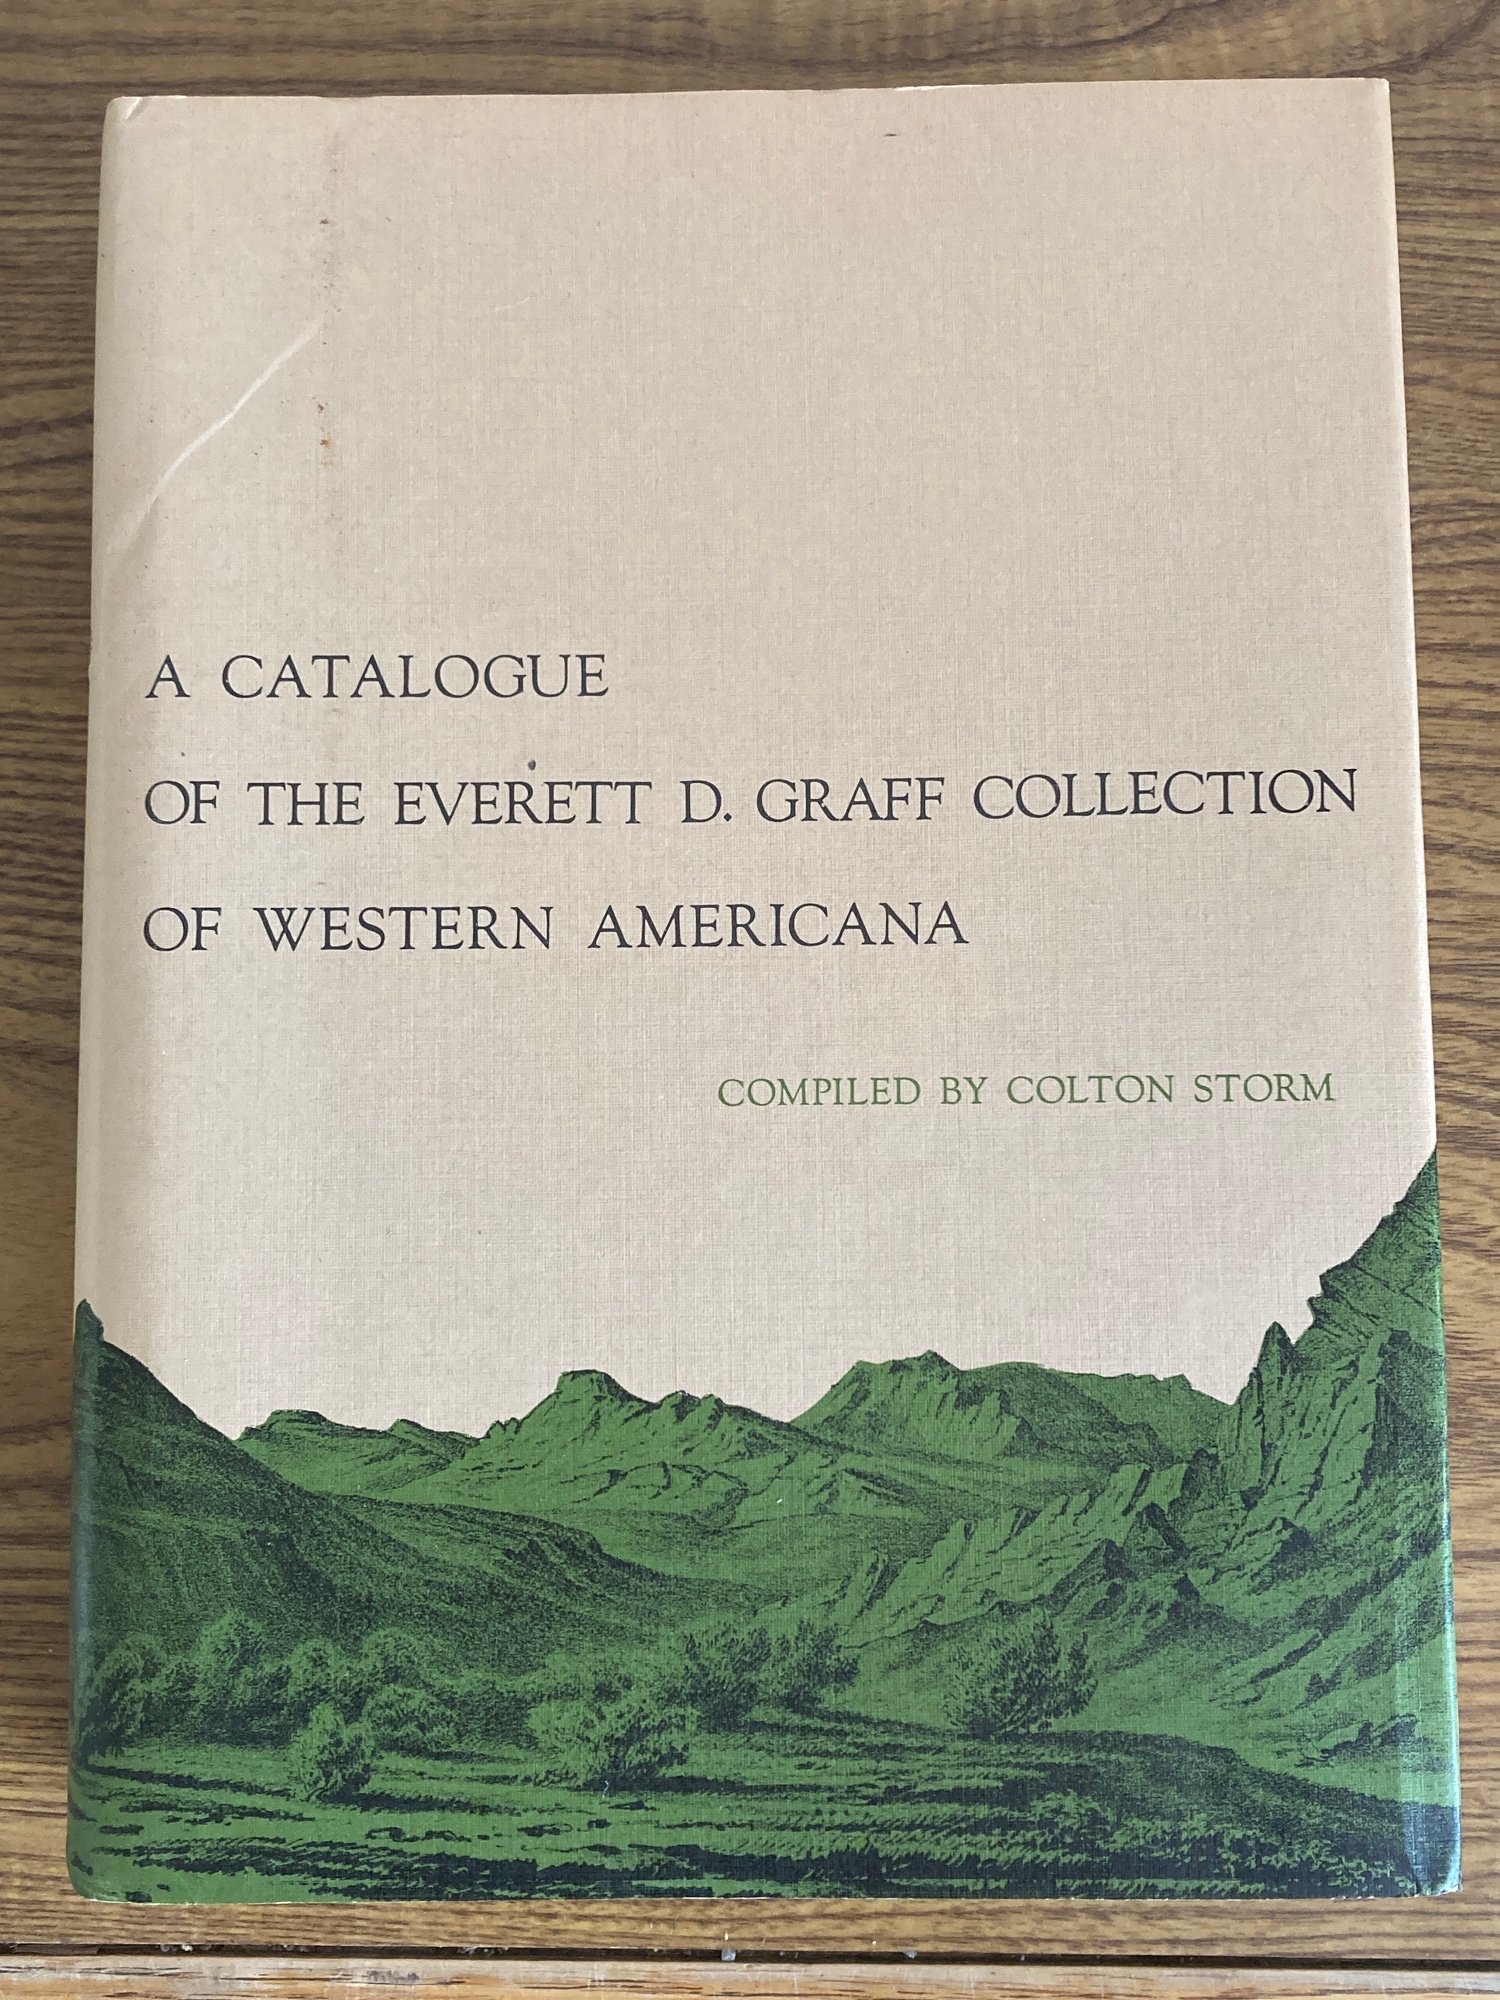 A CATALOGUE
OF THE EVERETT D. GRAFF COLLECTION
OF WESTERN AMERICANA
COMPILED BY COLTON STORM